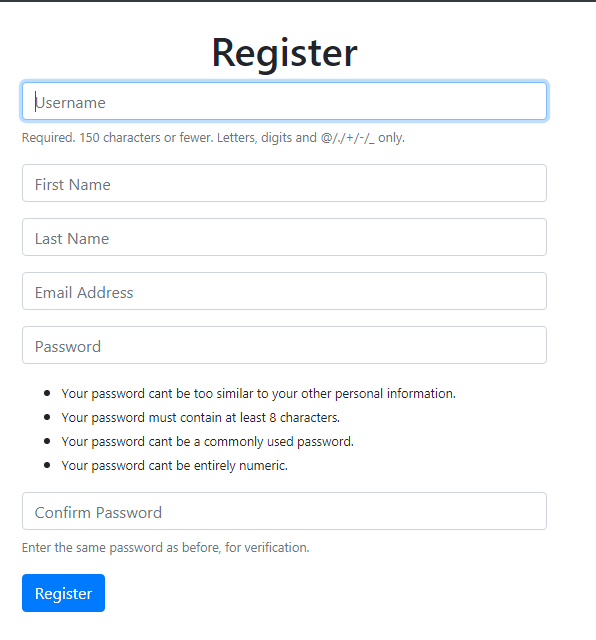 Register
Username
Required. 150 characters or fewer. Letters, digits and @/./+/-/_ only.
First Name
Last Name
Email Address
Password
Your password cant be too similar to your other personal information.
Your password must contain at least 8 characters.
Your password cant be a commonly used password.
Your password cant be entirely numeric.
Confirm Password
Enter the same password as before, for verification.
Register